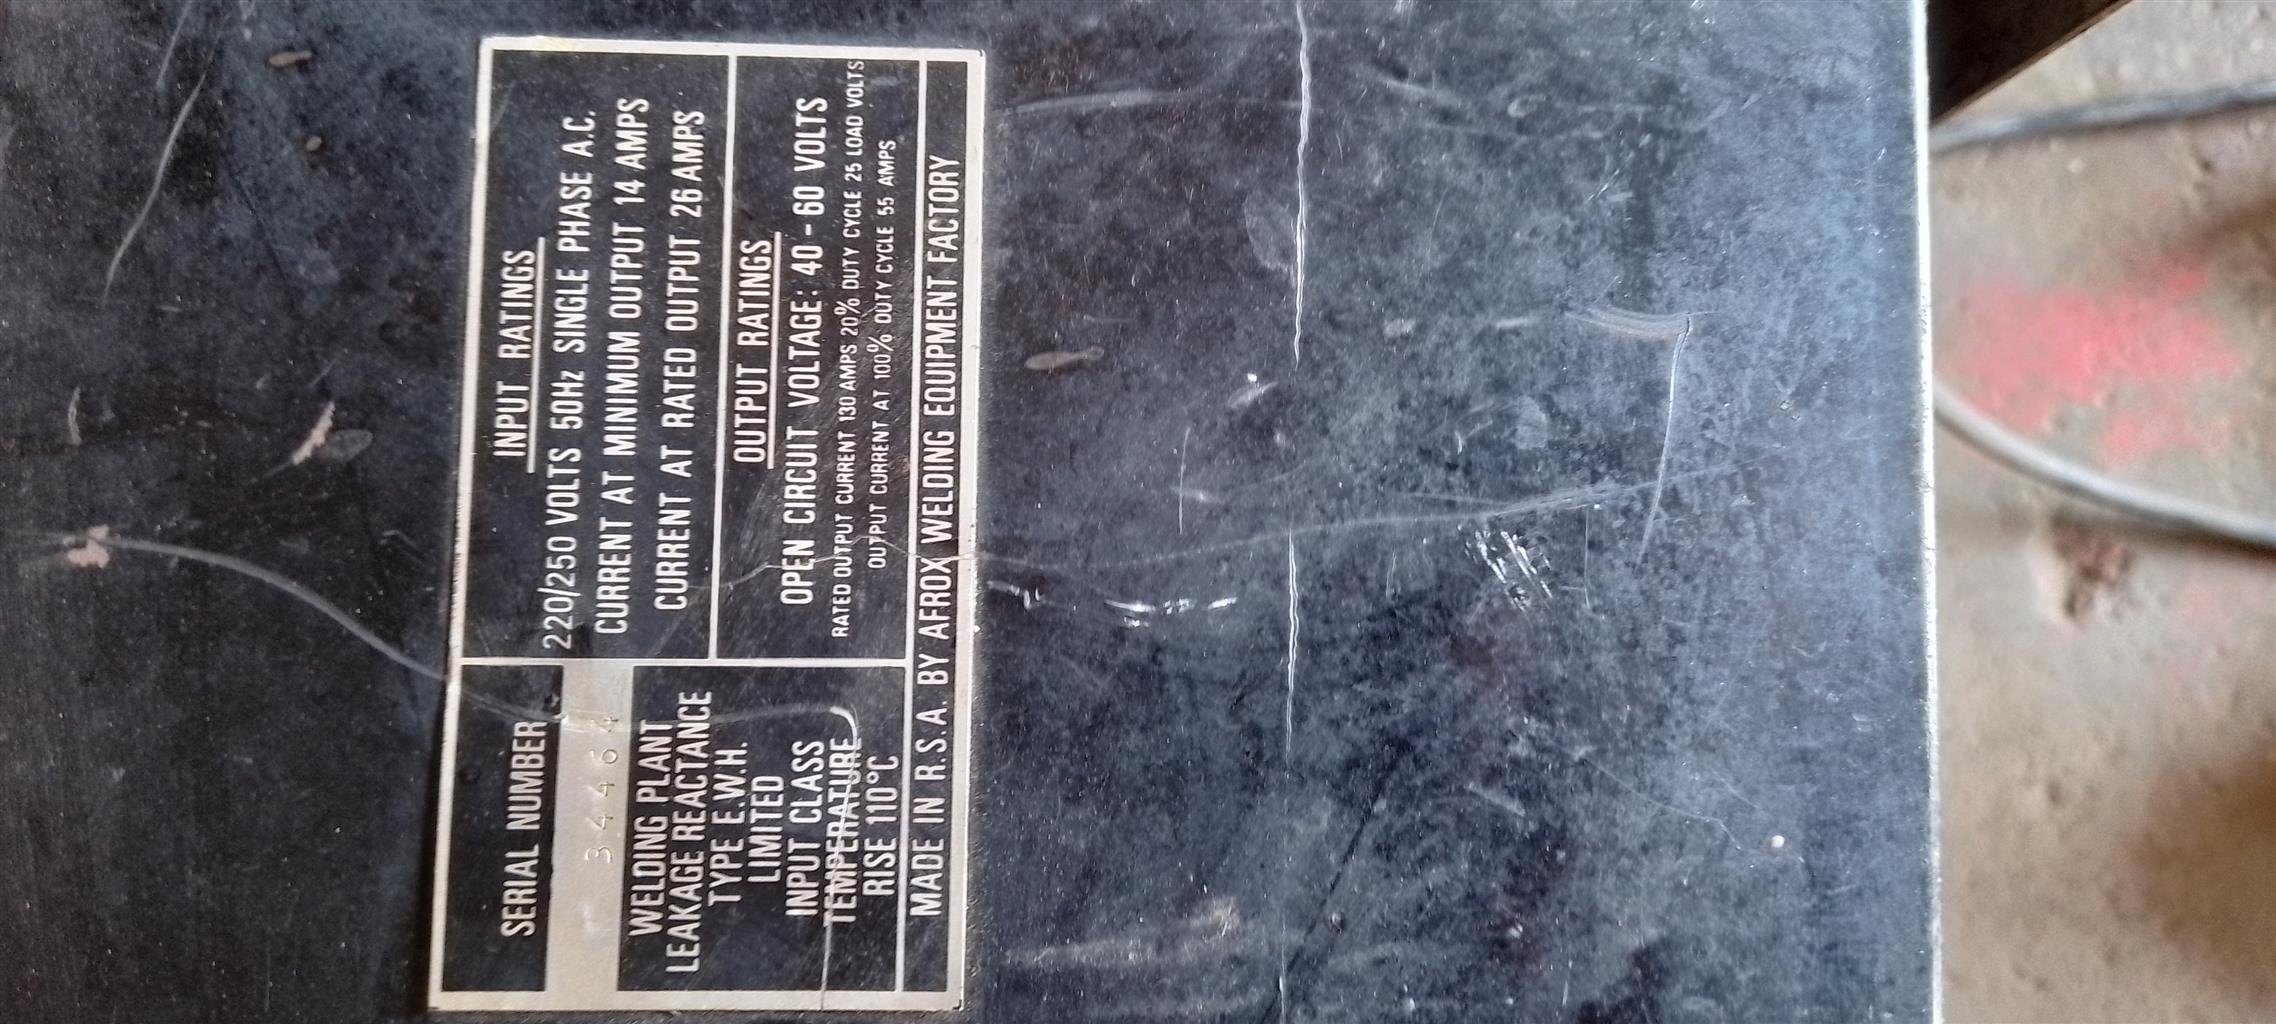 SERIAL NUMBER
34464
WELDING PLANT
LEAKAGE REACTANCE
TYPE E.W.H.
LIMITED
INPUT CLASS
TEMPERATURE
RISE 110°C
INPUT RATINGS
220/250 VOLTS 50Hz SINGLE PHASE A.C.
CURRENT AT MINIMUM OUTPUT 14 AMPS
CURRENT AT RATED OUTPUT 26 AMPS
OUTPUT RATINGS
OPEN CIRCUIT VOLTAGE: 40 - 60 VOLTS
RATED OUTPUT CURRENT 130 AMPS 20% DUTY CYCLE 25 LOAD VOLTS
OUTPUT CURRENT AT 100% DUTY CYCLE 55 AMPS
MADE IN R.S.A. BY AFROX WELDING EQUIPMENT FACTORY